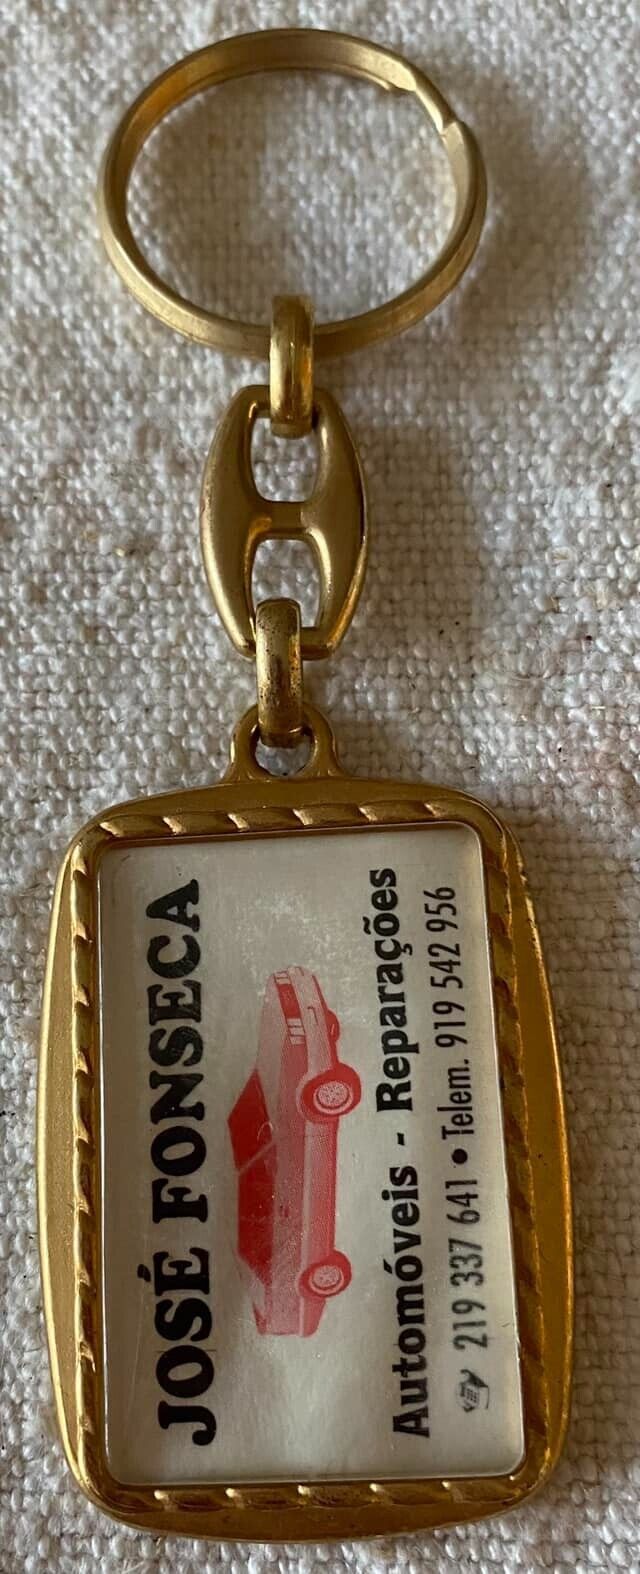 JOSÉ FONSECA
Automóveis - Reparações
219 337 641 • Telem. 919 542 956